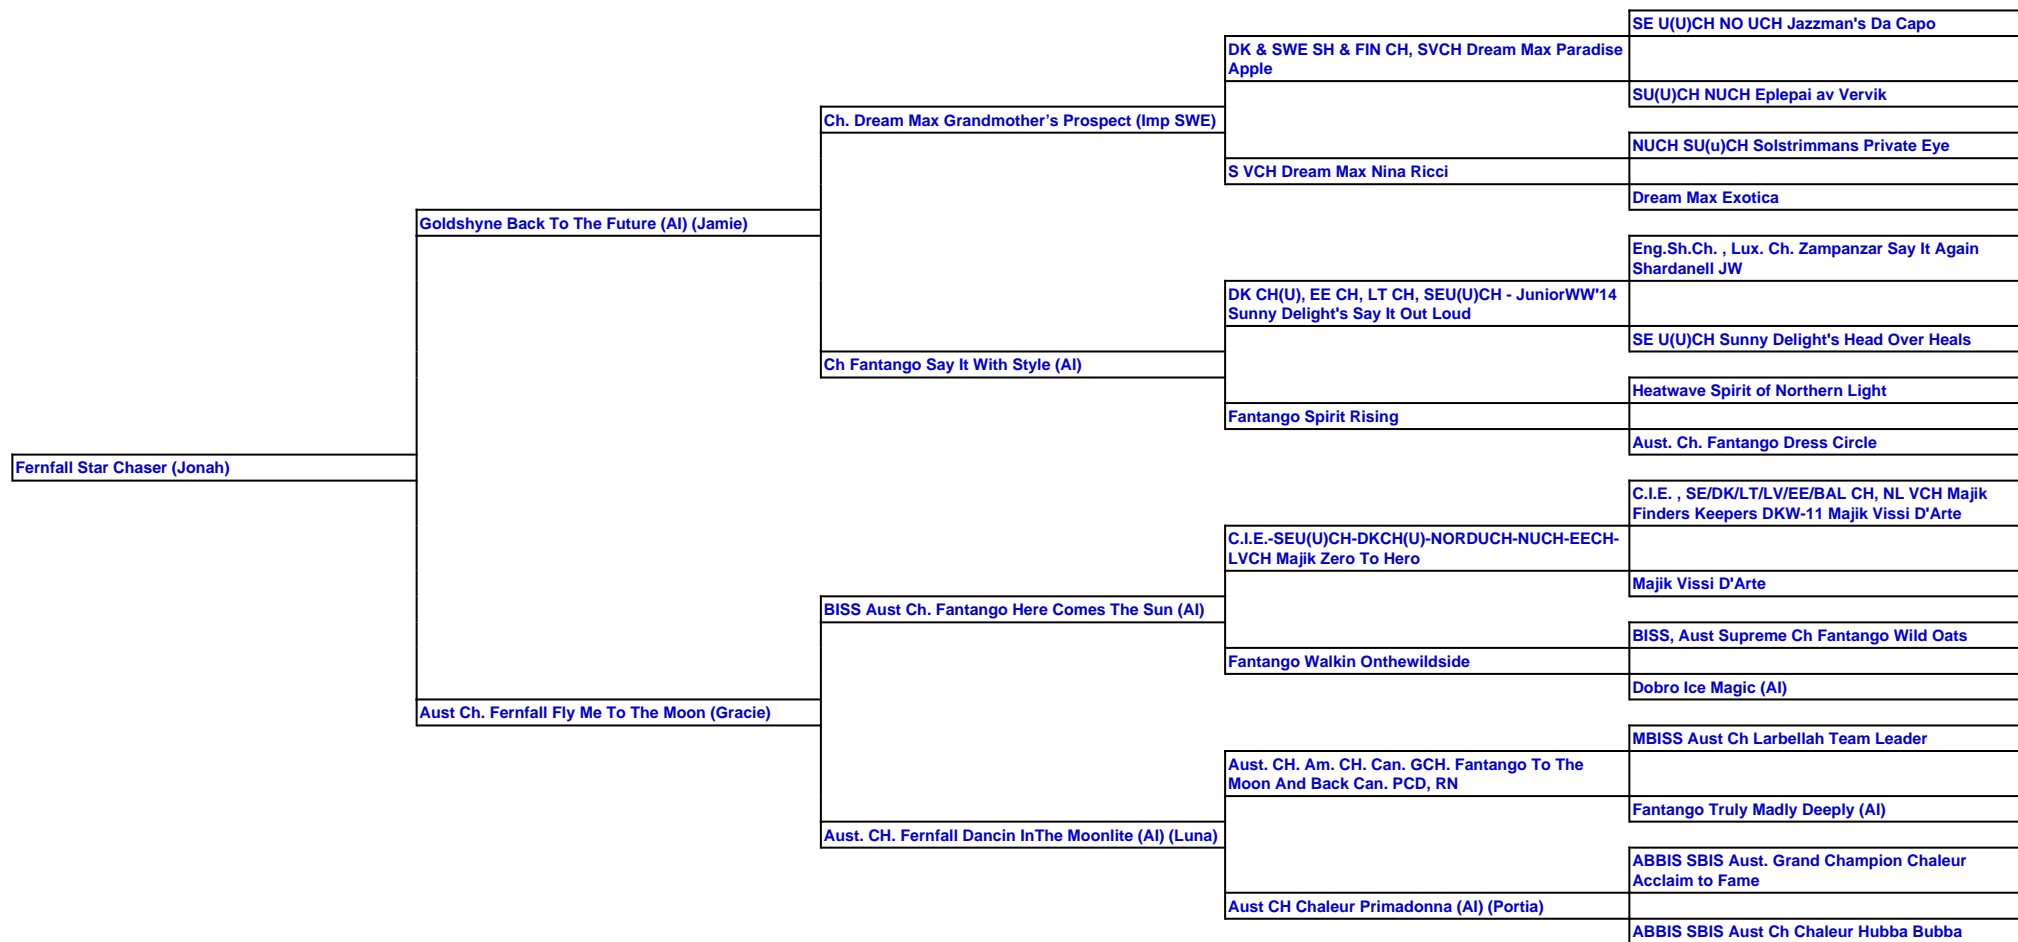 SE U(U)CH NO UCH Jazzman's Da Capo
DK & SWE SH & FIN CH, SVCH Dream Max Paradise
Apple
SU(U)CH NUCH Eplepai av Vervik
Ch. Dream Max Grandmother’s Prospect (Imp SWE)
NUCH SU(u)CH Solstrimmans Private Eye
S VCH Dream Max Nina Ricci
Dream Max Exotica
Goldshyne Back To The Future (AI) (Jamie)
Eng.Sh.Ch. , Lux. Ch. Zampanzar Say It Again
Shardanell JW
DK CH(U), EE CH, LT CH, SEU(U)CH - JuniorWW'14
Sunny Delight's Say It Out Loud
SE U(U)CH Sunny Delight's Head Over Heals
Ch Fantango Say It With Style (AI)
Heatwave Spirit of Northern Light
Fantango Spirit Rising
Aust. Ch. Fantango Dress Circle
Fernfall Star Chaser (Jonah)
C.I.E. , SE/DK/LT/LV/EE/BAL CH, NL VCH Majik
Finders Keepers DKW-11 Majik Vissi D'Arte
C.I.E.-SEU(U)CH-DKCH(U)-NORDUCH-NUCH-EECH-
LVCH Majik Zero To Hero
Majik Vissi D'Arte
BISS Aust Ch. Fantango Here Comes The Sun (AI)
BISS, Aust Supreme Ch Fantango Wild Oats
Fantango Walkin Onthewildside
Dobro Ice Magic (AI)
Aust Ch. Fernfall Fly Me To The Moon (Gracie)
MBISS Aust Ch Larbellah Team Leader
Aust. CH. Am. CH. Can. GCH. Fantango To The
Moon And Back Can. PCD, RN
Fantango Truly Madly Deeply (AI)
Aust. CH. Fernfall Dancin InThe Moonlite (AI) (Luna)
ABBIS SBIS Aust. Grand Champion Chaleur
Acclaim to Fame
Aust CH Chaleur Primadonna (AI) (Portia)
ABBIS SBIS Aust Ch Chaleur Hubba Bubba